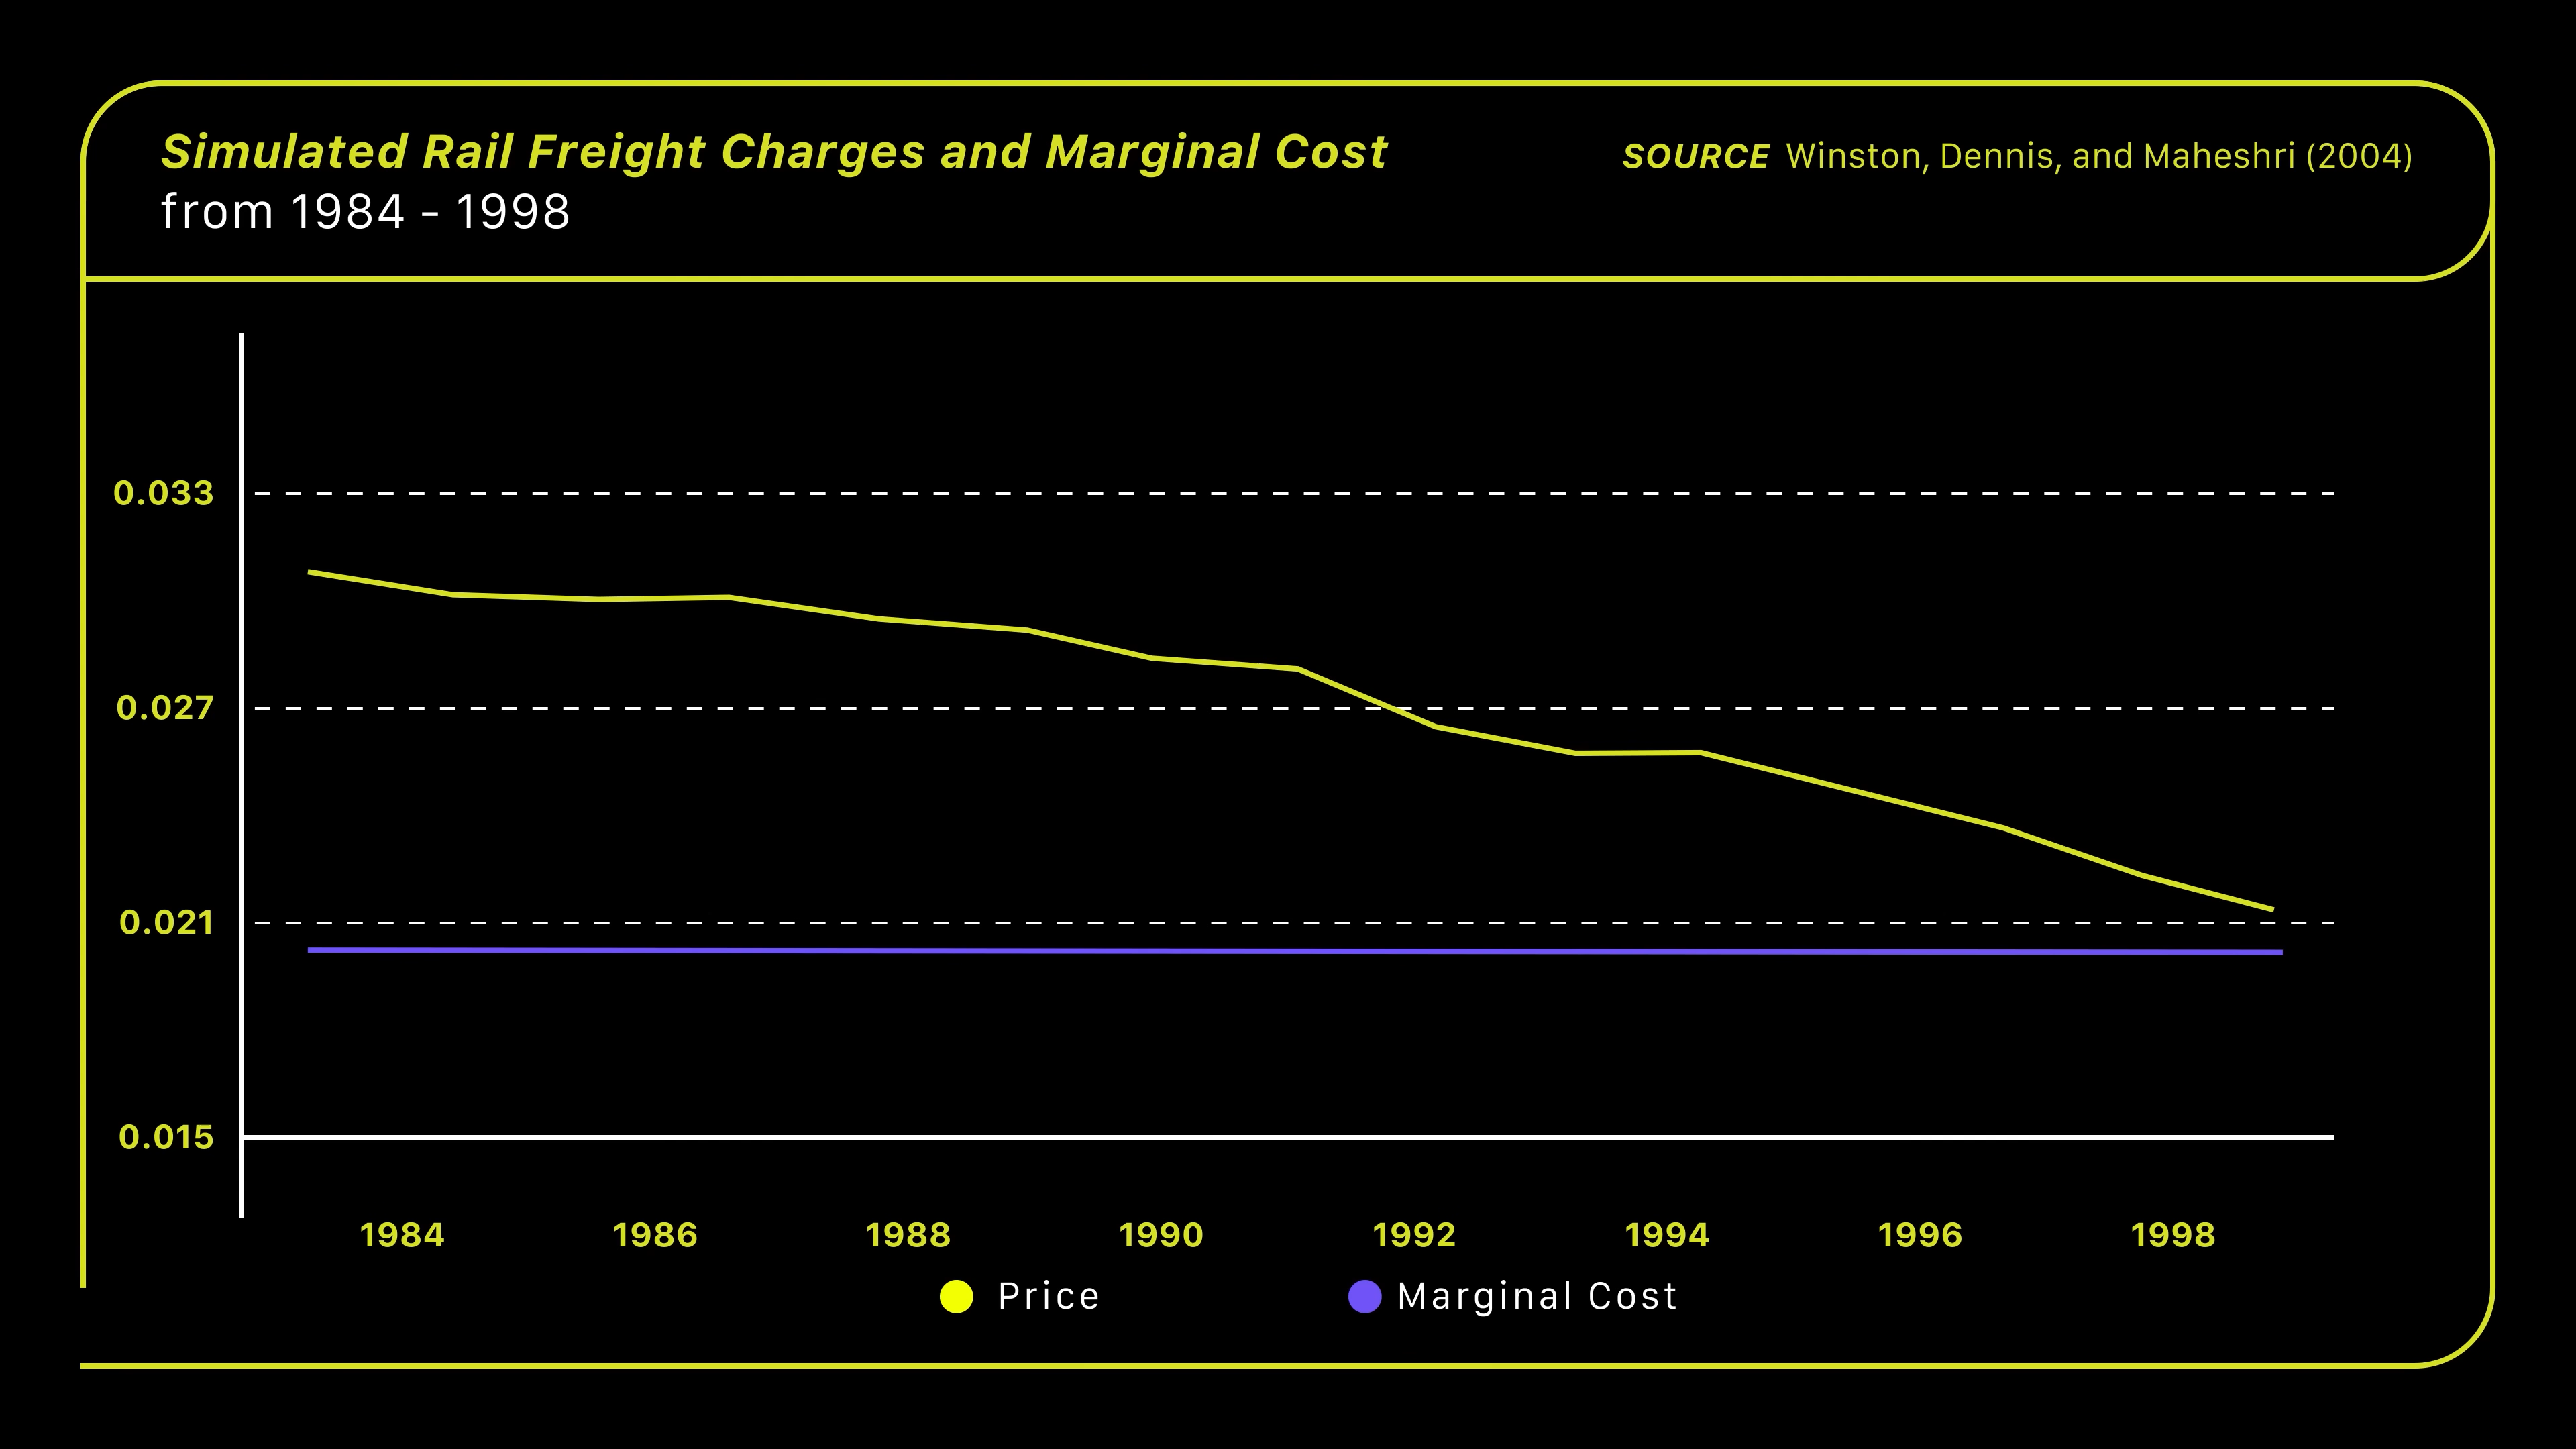 Simulated Rail Freight Charges and Marginal Cost
from 1984 - 1998
SOURCE Winston, Dennis, and Maheshri (2004)
0.033
0.027
0.021
0.015
1984 1986 1988 1990 1992 1994 1996 1998
Price Marginal Cost